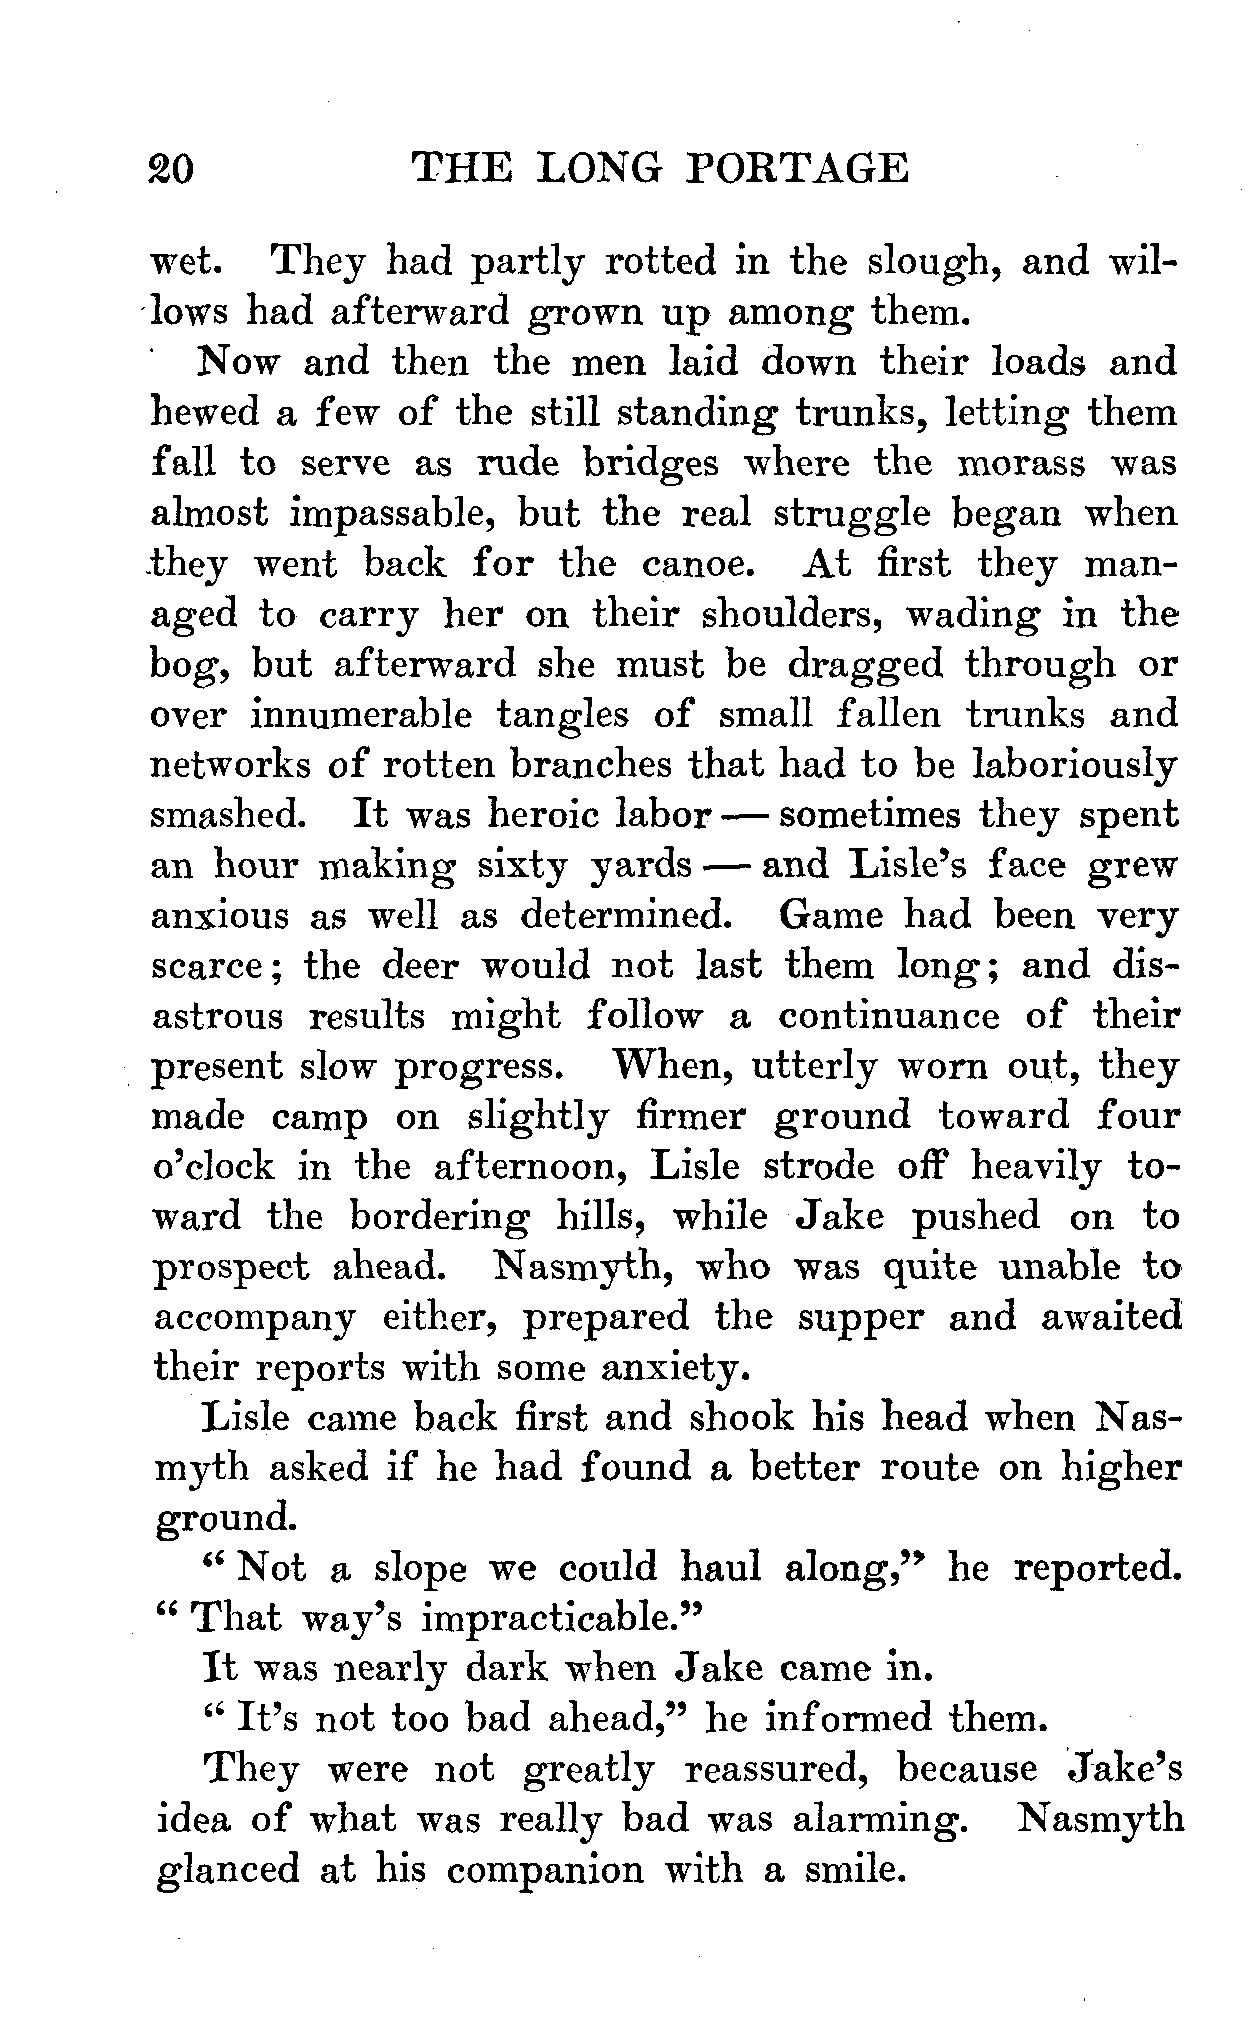 20 THE LONG PORTAGE
wet. They had partly rotted in the slough, and wil-
lows had afterward grown up among them.
Now and then the men laid down their loads and
hewed a few of the still standing trunks, letting them
fall to serve as rude bridges where the morass was
almost impassable, but the real struggle began when
they went back for the canoe. At first they man-
aged to carry her on their shoulders, wading in the
bog, but afterward she must be dragged through or
over innumerable tangles of small fallen trunks and
networks of rotten branches that had to be laboriously
smashed. It was heroic labor — sometimes they spent
an hour making sixty yards — and Lisle's face grew
anxious as well as determined. Game had been very
scarce; the deer would not last them long; and dis-
astrous results might follow a continuance of their
present slow progress. When, utterly worn out, they
made camp on slightly firmer ground toward four
o'clock in the afternoon, Lisle strode off heavily to-
ward the bordering hills, while Jake pushed on to
prospect ahead. Nasmyth, who was quite unable to
accompany either, prepared the supper and awaited
their reports with some anxiety.
Lisle came back first and shook his head when Nas-
myth asked if he had found a better route on higher
ground.
"Not a slope we could haul along," he reported.
"That way's impracticable."
It was nearly dark when Jake came in.
"It's not too bad ahead," he informed them.
They were not greatly reassured, because Jake's
idea of what was really bad was alarming. Nasmyth
glanced at his companion with a smile.